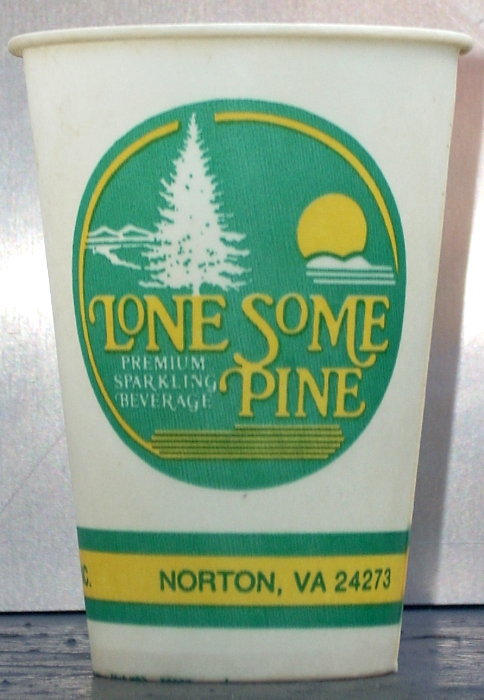 LONE SOME
PREMIUM
SPARKLING
BEVERAGE
PINE
C. NORTON, VA 24273